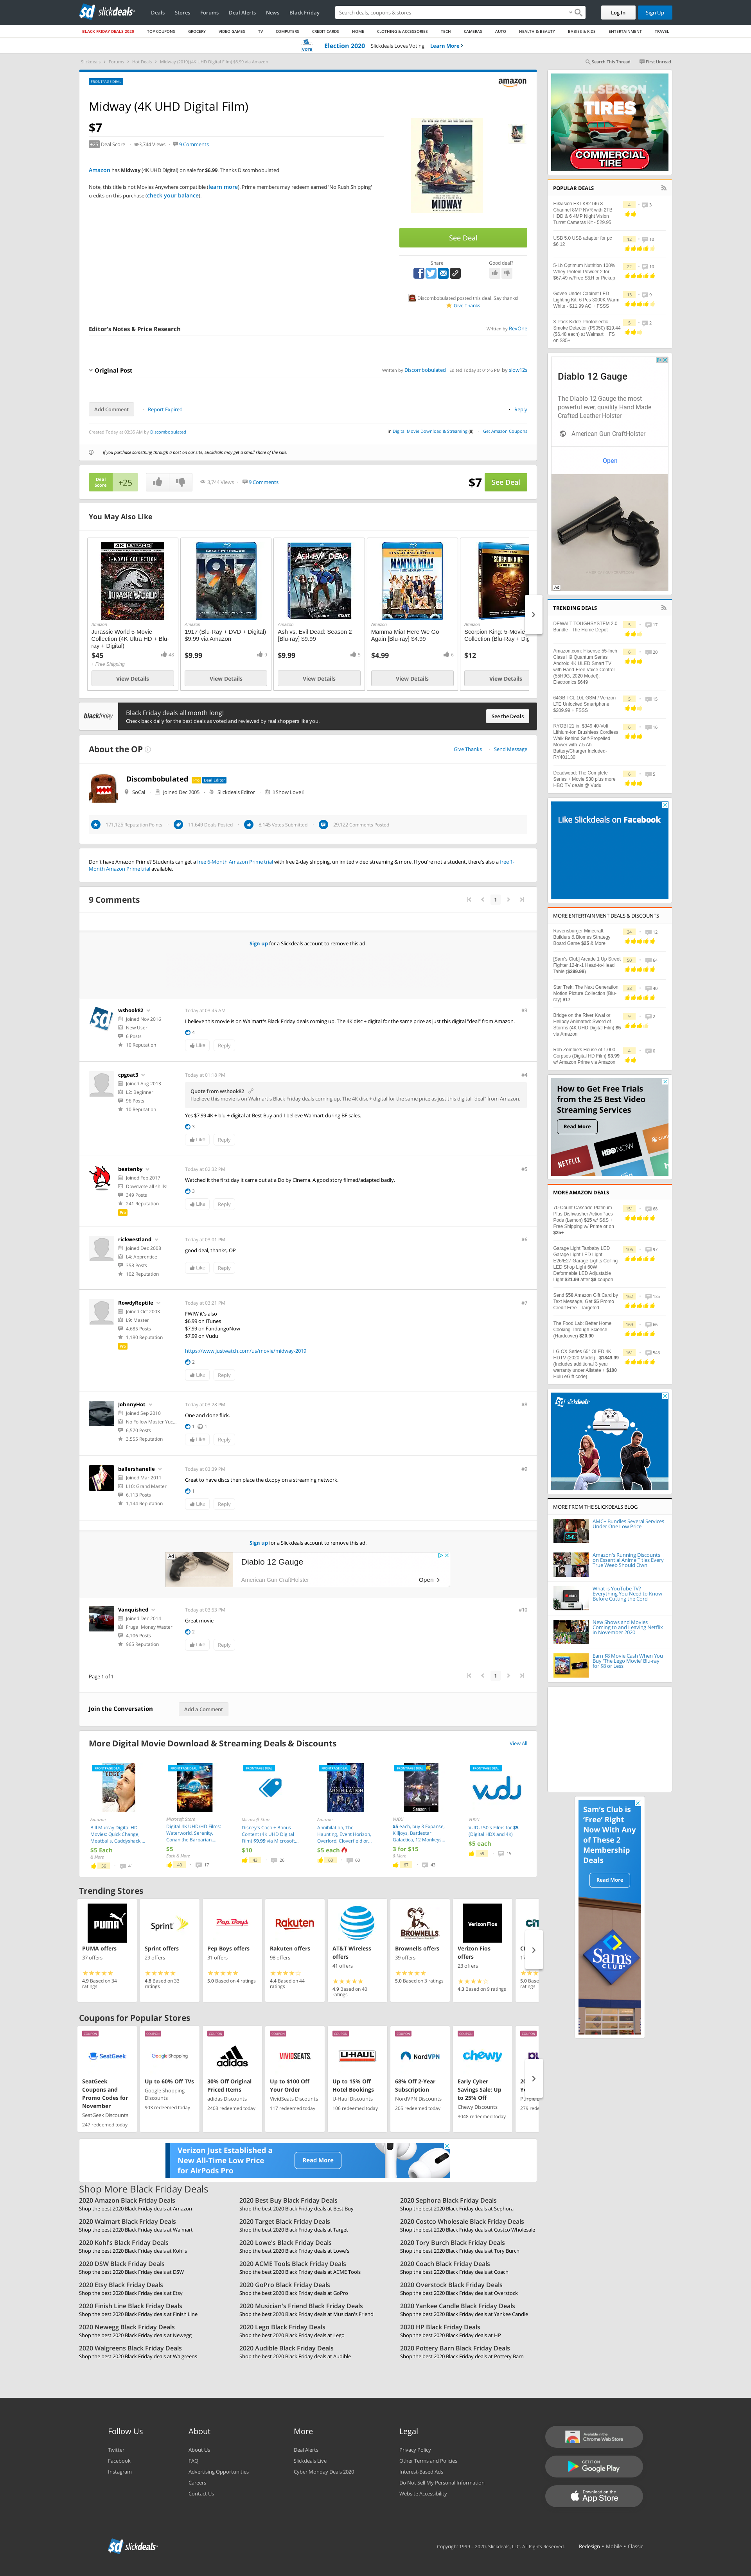 slickdeals
Deals Stores Forums Deal Alerts News Black Friday
Search deals, coupons & stores
Log In Sign Up
BLACK FRIDAY DEALS 2020 TOP COUPONS GROCERY VIDEO GAMES TV COMPUTERS CREDIT CARDS HOME CLOTHING & ACCESSORIES TECH CAMERAS AUTO HEALTH & BEAUTY BABIES & KIDS ENTERTAINMENT TRAVEL
VOTE Election 2020 Slickdeals Loves Voting Learn More
Slickdeals Forums Hot Deals Midway (2019) (4K UHD Digital Film) $6.99 via Amazon
Search This Thread First Unread
FRONTPAGE DEAL
amazon
Midway (4K UHD Digital Film)
$7
+25 Deal Score 3,744 Views 9 Comments
Amazon has Midway (4K UHD Digital) on sale for $6.99. Thanks Discombobulated
Note, this title is not Movies Anywhere compatible (learn more). Prime members may redeem earned 'No Rush Shipping'
credits on this purchase (check your balance).
MIDWAY
See Deal
Share Good deal?
Discombobulated posted this deal. Say thanks!
Give Thanks
Editor's Notes & Price Research Written by RevOne
Original Post Written by Discombobulated Edited Today at 01:46 PM by slew12s
Add Comment Report Expired Reply
Created Today at 03:26 AM by Discombobulated
in Digital Movie Download & Streaming (8) Get Amazon Coupons
If you purchase something through a post on our site, Slickdeals may get a small share of the sale.
Deal Score +25 3,744 Views 9 Comments $7 See Deal
You May Also Like
Amazon
Jurassic World 5-Movie Collection (4K Ultra HD + Blu-ray + Digital)
$45 48
+ Free Shipping
View Details
Amazon
1917 (Blu-Ray + DVD + Digital) $9.99 via Amazon
$9.99
View Details
Amazon
Ash vs. Evil Dead: Season 2 [Blu-ray] $9.99
$9.99
View Details
Amazon
Mamma Mia! Here We Go Again [Blu-ray] $4.99
$4.99 6
View Details
Amazon
Scorpion King: 5-Movie
Collection (Blu-Ray + Dig
$12
View Details
blackfriday
Black Friday deals all month long!
Check back daily for the best deals as voted and reviewed by real shoppers like you.
See the Deals
About the OP Give Thanks Send Message
Discombobulated Pro Deal Editor
SoCal Joined Dec 2005 Slickdeals Editor Show Love
171,125 Reputation Points 11,649 Deals Posted 8,145 Votes Submitted 25,122 Comments Posted
Don't have Amazon Prime? Students can get a free 6-Month Amazon Prime trial with free 2-day shipping, unlimited video streaming & more. If you're not a student, there's also a free 1-
Month Amazon Prime trial available.
9 Comments 1
Sign up for a Slickdeals account to remove this ad.
wshook82 Today at 03:45 AM #3
Joined Nov 2016
New User
6 Posts
10 Reputation
I believe this movie is on Walmart's Black Friday deals coming up. The 4K disc + digital for the same price as just this digital "deal" from Amazon.
4
Like Reply
cpgoat3 Today at 01:18 PM #4
Joined Aug 2013
L2: Beginner
96 Posts
10 Reputation
Quote from wshook82
I believe this movie is on Walmart's Black Friday deals coming up. The 4K disc + digital for the same price as just this digital "deal" from Amazon.
Yes $7.99 4K + blu + digital at Best Buy and I believe Walmart during BF sales.
3
Like Reply
beatenby Today at 02:32 PM #5
Joined Feb 2017
Downvote all shills!
349 Posts
241 Reputation
Pro
Watched it the first day it came out at a Dolby Cinema. A good story filmed/adapted badly.
3
Like Reply
rickwestland Today at 03:01 PM #6
Joined Dec 2008
L4: Apprentice
358 Posts
102 Reputation
good deal, thanks, OP
Like Reply
RowdyReptile Today at 03:21 PM #7
Joined Oct 2003
L9: Master
4,685 Posts
1,180 Reputation
Pro
FWIW it's also
$6.99 on iTunes
$7.99 on FandangoNow
$7.99 on Vudu
https://www.justwatch.com/us/movie/midway-2019
2
Like Reply
JohnnyHot Today at 03:28 PM #8
Joined Sep 2010
No Follow Master Yuc...
6,570 Posts
3,555 Reputation
One and done flick.
1 1
Like Reply
ballershanelle Today at 03:39 PM #9
Joined Mar 2011
L10: Grand Master
8,113 Posts
1,144 Reputation
Great to have discs then place the d.copy on a streaming network.
1
Like Reply
Sign up for a Slickdeals account to remove this ad.
Ad
Diablo 12 Gauge
American Gun CraftHolster Open
Vanquished Today at 03:53 PM #10
Joined Dec 2014
Frugal Money Waster
4,106 Posts
965 Reputation
Great movie
2
Like Reply
Page 1 of 1 1
Join the Conversation Add a Comment
More Digital Movie Download & Streaming Deals & Discounts View All
Amazon
Bill Murray Digital HD Movies: Quick Change, Meatballs, Caddyshack,...
$5 Each
& More
56 41
Microsoft Store
Digital 4K UHD/HD Films: Waterworld, Serenity, Conan the Barbarian,...
$5
Each & More
40 17
Microsoft Store
Disney's Coco + Bonus Content (4K UHD Digital Film) $9.99 via Microsoft...
$10
43 26
Amazon
Annihilation, The Hunting, Event Horizon, Overlord, Cloverfield or...
$5 each
60 60
VUDU
$5 each, buy 3 Expanse, Killjoys, Battlestar Galactica, 12 Monkeys...
3 for $15
& More
67 43
VUDU
VUDU '50's Films for $5 (Digital HDX and 4K)
$5 each
59 15
Trending Stores
PUMA offers
37 offers
4.9 Based on 34 ratings
Sprint offers
29 offers
4.8 Based on 33 ratings
Pep Boys offers
31 offers
5.0 Based on 4 ratings
Rakuten offers
98 offers
4.4 Based on 44 ratings
AT&T Wireless offers
41 offers
4.9 Based on 40 ratings
Brownells offers
39 offers
5.0 Based on 3 ratings
Verizon Fios offers
23 offers
4.3 Based on 9 ratings
Coupons for Popular Stores
SeatGeek Coupons and Promo Codes for November
SeatGeek Discounts
247 redeemed today
Up to 60% Off TVs
Google Shopping Discounts
903 redeemed today
30% Off Original Priced Items
adidas Discounts
2403 redeemed today
Up to $100 Off Your Order
VividSeats Discounts
117 redeemed today
Up to 15% Off Hotel Bookings
U-Haul Discounts
106 redeemed today
68% Off 2-Year Subscription
NordVPN Discounts
205 redeemed today
Early Cyber Savings Sale: Up to 25% Off
Chewy Discounts
3048 redeemed today
Verizon Just Established a
New All-Time Low Price
for AirPods Pro
Read More
Shop More Black Friday Deals
2020 Amazon Black Friday Deals
Shop the best 2020 Black Friday deals at Amazon
2020 Best Buy Black Friday Deals
Shop the best 2020 Black Friday deals at Best Buy
2020 Sephora Black Friday Deals
Shop the best 2020 Black Friday deals at Sephora
2020 Walmart Black Friday Deals
Shop the best 2020 Black Friday deals at Walmart
2020 Target Black Friday Deals
Shop the best 2020 Black Friday deals at Target
2020 Costco Wholesale Black Friday Deals
Shop the best 2020 Black Friday deals at Costco Wholesale
2020 Kohl's Black Friday Deals
Shop the best 2020 Black Friday deals at Kohl's
2020 Lowe's Black Friday Deals
Shop the best 2020 Black Friday deals at Lowe's
2020 Tory Burch Black Friday Deals
Shop the best 2020 Black Friday deals at Tory Burch
2020 DSW Black Friday Deals
Shop the best 2020 Black Friday deals at DSW
2020 ACME Tools Black Friday Deals
Shop the best 2020 Black Friday deals at ACME Tools
2020 Coach Black Friday Deals
Shop the best 2020 Black Friday deals at Coach
2020 Etsy Black Friday Deals
Shop the best 2020 Black Friday deals at Etsy
2020 GoPro Black Friday Deals
Shop the best 2020 Black Friday deals at GoPro
2020 Overstock Black Friday Deals
Shop the best 2020 Black Friday deals at Overstock
2020 Finish Line Black Friday Deals
Shop the best 2020 Black Friday deals at Finish Line
2020 Musician's Friend Black Friday Deals
Shop the best 2020 Black Friday deals at Musician's Friend
2020 Yankee Candle Black Friday Deals
Shop the best 2020 Black Friday deals at Yankee Candle
2020 Newegg Black Friday Deals
Shop the best 2020 Black Friday deals at Newegg
2020 Lego Black Friday Deals
Shop the best 2020 Black Friday deals at Lego
2020 HP Black Friday Deals
Shop the best 2020 Black Friday deals at HP
2020 Walgreens Black Friday Deals
Shop the best 2020 Black Friday deals at Walgreens
2020 Audible Black Friday Deals
Shop the best 2020 Black Friday deals at Audible
2020 Pottery Barn Black Friday Deals
Shop the best 2020 Black Friday deals at Pottery Barn
ALL SEASON
TIRES
COMMERCIAL
TIRE
POPULAR DEALS
Hikvision EKI-K82T46 8-Channel 8MP NVR with 2TB HDD & 6 4MP Night Vision Turret Cameras Kit - 529.95
USB 5.0 USB adapter for pc $6.12
5-Lb Optimum Nutrition 100% Whey Protein Powder 2 for $67.49 w/Free S&H or Pickup
Govee Under Cabinet LED Lighting Kit, 6 Pcs 3000K Warm White - $11.99 AC + FSSS
3-Pack Kidde Photoelectric Smoke Detector (P9050) $19.44 ($6.48 each) at Walmart + FS on $35+
Diablo 12 Gauge
The Diablo 12 Gauge the most
powerful ever, quality Hand Made
Crafted Leather Holster
American Gun CraftHolster
Open
Ad
TRENDING DEALS
DEWALT TOUGHSYSTEM 2.0 Bundle - The Home Depot
Amazon.com: Hisense 55-Inch Class H9 Quantum Series Android 4K ULED Smart TV with Hand-Free Voice Control (55H9G, 2020 Model): Electronics $649
64GB TCL 10L GSM / Verizon LTE Unlocked Smartphone $209.99 + FSSS
RYOBI 21 in. $349 40-Volt Lithium-Ion Brushless Cordless Walk Behind Self-Propelled Mower with 7.5 Ah Battery/Charger Included-RY401130
Deadwood: The Complete Series + Movie $30 plus more HBO TV deals @ Vudu
Like Slickdeals on Facebook
MORE ENTERTAINMENT DEALS & DISCOUNTS
Ravensburger Minecraft: Builders & Biomes Strategy Board Game $25 & More
[Sam's Club] Arcade 1 Up Street Fighter 12-in-1 Head-to-Head Table ($299.98)
Star Trek: The Next Generation Motion Picture Collection (Blu-ray) $17
Bridge on the River Kwai or Hellboy Animated: Sword of Storms (4K UHD Digital Film) $5 via Amazon
Rob Zombie's House of 1,000 Corpses (Digital HD Film) $3.99 w/ Amazon Prime via Amazon
How to Get Free Trials
from the 25 Best Video
Streaming Services
Read More
NETFLIX HBO NOW
MORE AMAZON DEALS
70-Count Cascade Platinum Plus Dishwasher ActionPacs Pods (Lemon) $15 w/ S&S + Free Shipping w/ Prime or on $25+
Garage Light Tanbaby LED Garage Light LED Light E26/E27 Garage Lights Ceiling LED Shop Light 60W Deformable LED Adjustable Light $21.99 after $8 coupon
Send $50 Amazon Gift Card by Text Message, Get $5 Promo Credit Free - Targeted
The Food Lab: Better Home Cooking Through Science (Hardcover) $20.90
LG CX Series 65" OLED 4K HDTV (2020 Model) - $1849.99 (includes additional 3 year warranty under Allstate + $100 Hulu eGift code)
slickdeals
MORE FROM THE SLICKDEALS BLOG
AMC+ Bundles Several Services Under One Low Price
Amazon's Running Discounts on Essential Anime Titles Every True Weeb Should Own
What is YouTube TV? Everything You Need to Know Before Cutting the Cord
New Shows and Movies Coming to and Leaving Netflix in November 2020
Earn $8 Movie Cash When You Buy 'The Lego Movie' Blu-ray for $8 or Less
Sam's Club is
'Free' Right
Now With Any
of These 2
Membership
Deals
Read More
Sam's CLUB
Follow Us
Twitter
Facebook
Instagram
About
About Us
FAQ
Advertising Opportunities
Careers
Contact Us
More
Deal Alerts
Slickdeals Live
Cyber Monday Deals 2020
Legal
Privacy Policy
Other Terms and Policies
Interest-Based Ads
Do Not Sell My Personal Information
Website Accessibility
Available in the Chrome Web Store
GET IT ON Google Play
Download on the App Store
slickdeals
Copyright 1999 - 2020. Slickdeals, LLC. All Rights Reserved. Redesign • Mobile • Classic